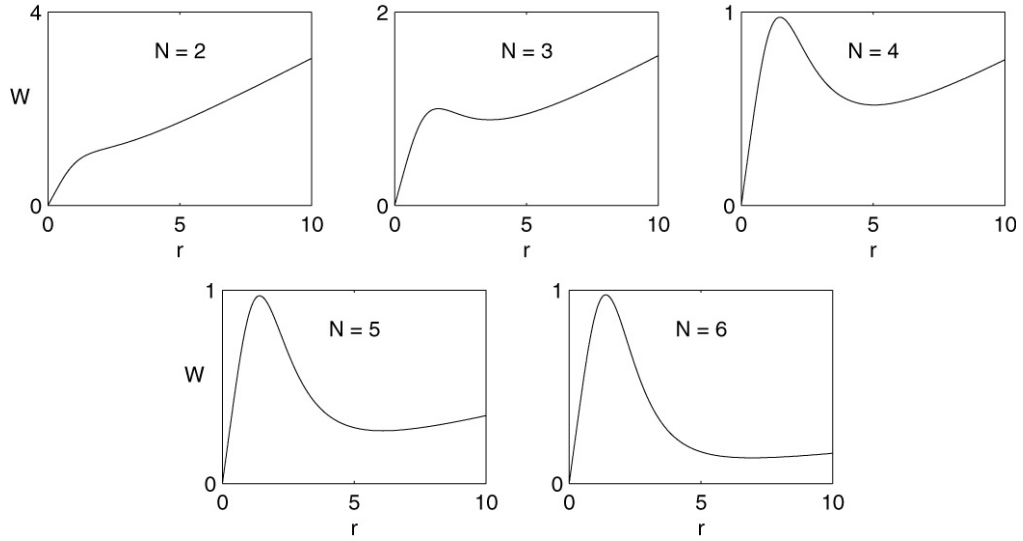 4 2 1
N = 2 N = 3 N = 4
W
0 0 0
0 5 10 0 5 10 0 5 10
r r r
1 1
N = 5 N = 6
W
0 0
0 5 10 0 5 10
r r